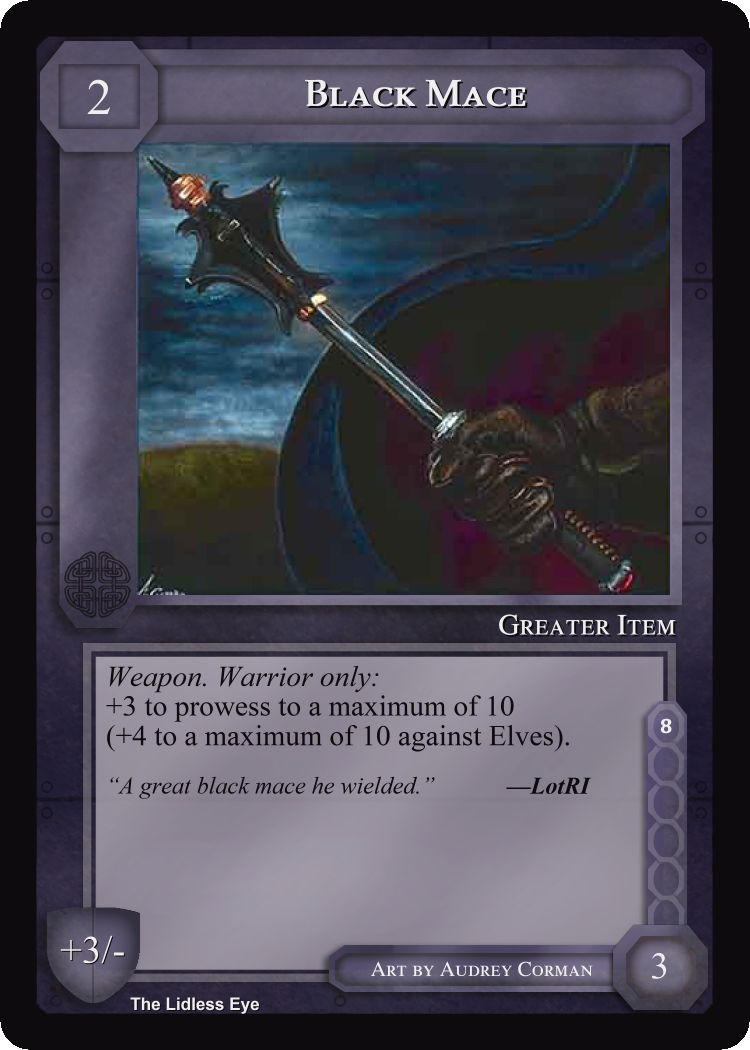 2
Black Mace
Greater Item
Weapon. Warrior only:
+3 to prowess to a maximum of 10
(+4 to a maximum of 10 against Elves).
8
“A great black mace he wielded.” —LotRI
+3/-
Art by Audrey Corman
3
The Lidless Eye